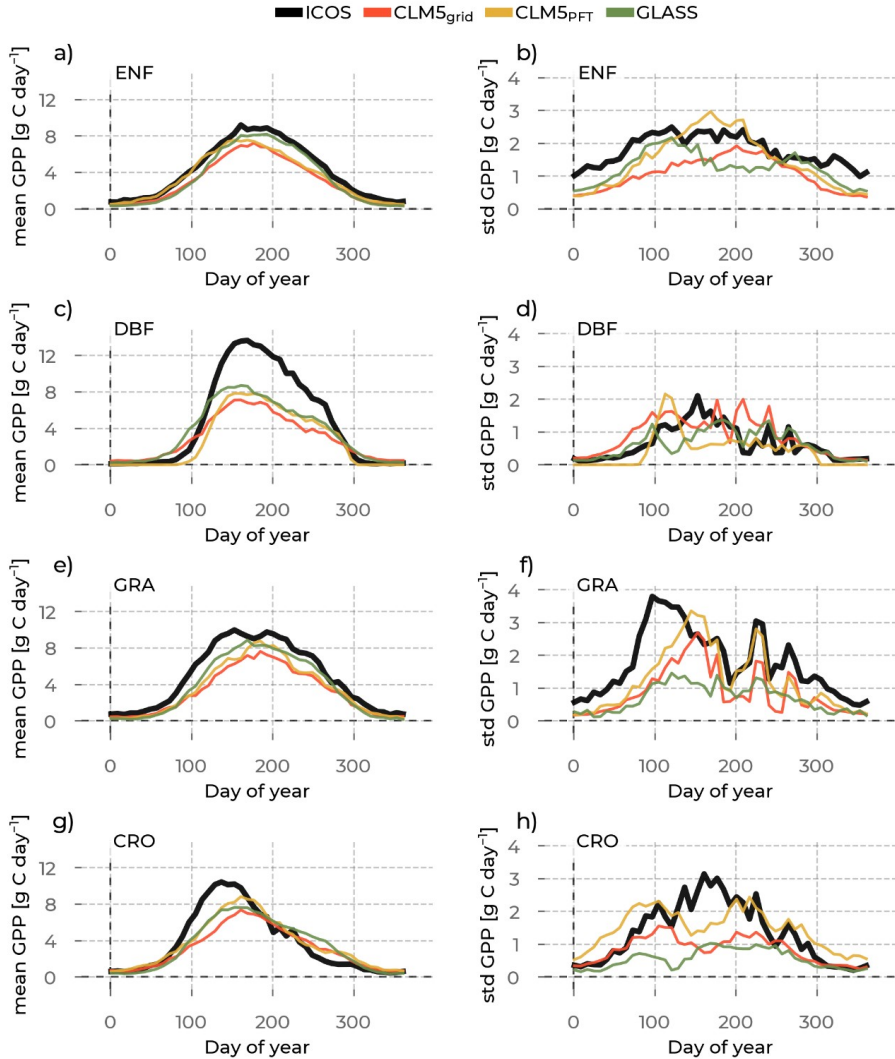 ICOS CLM5grid CLM5PFT GLASS
a) ENF
mean GPP [g C day⁻¹]
12
8
4
0
0 100 200 300
Day of year
b) ENF
std GPP [g C day⁻¹]
4
3
2
1
0
0 100 200 300
Day of year
c) DBF
mean GPP [g C day⁻¹]
12
8
4
0
0 100 200 300
Day of year
d) DBF
std GPP [g C day⁻¹]
4
3
2
1
0
0 100 200 300
Day of year
e) GRA
mean GPP [g C day⁻¹]
12
8
4
0
0 100 200 300
Day of year
f) GRA
std GPP [g C day⁻¹]
4
3
2
1
0
0 100 200 300
Day of year
g) CRO
mean GPP [g C day⁻¹]
12
8
4
0
0 100 200 300
Day of year
h) CRO
std GPP [g C day⁻¹]
4
3
2
1
0
0 100 200 300
Day of year